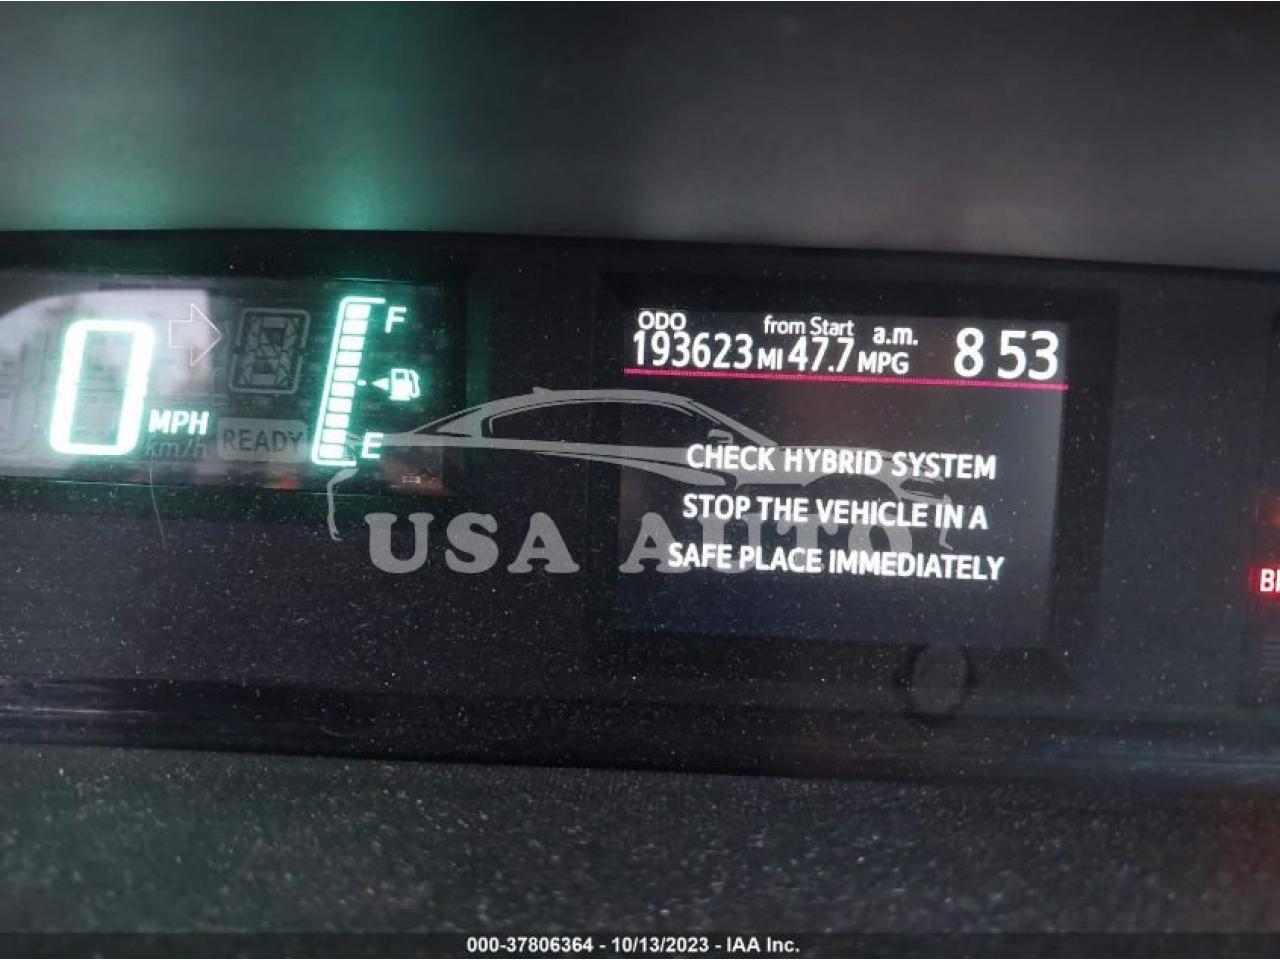 ODO
from Start
a.m.
193623 MI 47.7 MPG
8 53
F
0 MPH
km/h
READY
E
CHECK HYBRID SYSTEM
STOP THE VEHICLE IN A
SAFE PLACE IMMEDIATELY
USA AUTO
000-37806364 - 10/13/2023 - IAA Inc.